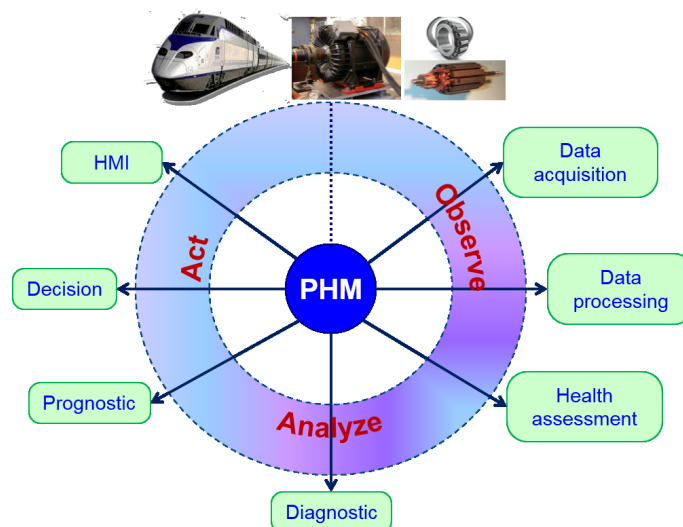 HMI
Data
acquisition
Observe
Act
Decision
PHM
Data
processing
Prognostic
Health
assessment
Analyze
Diagnostic